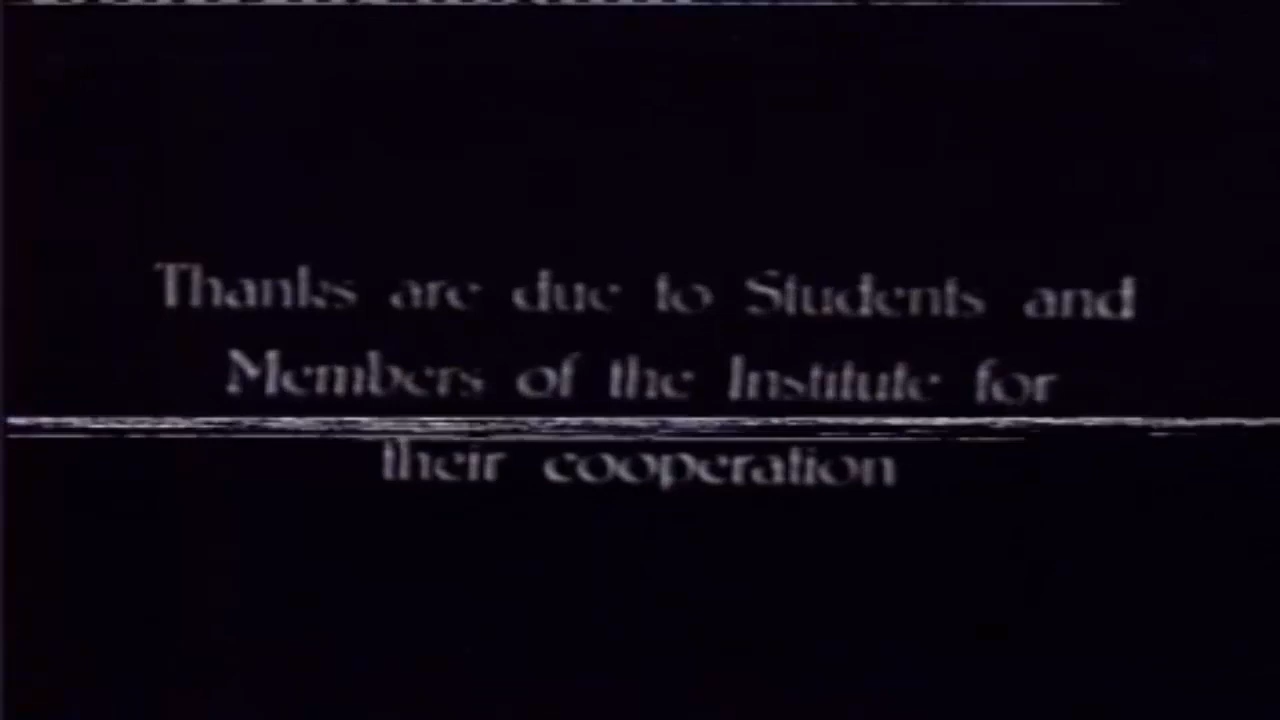 Thanks are due to Students and
Members of the Institute for
their cooperation